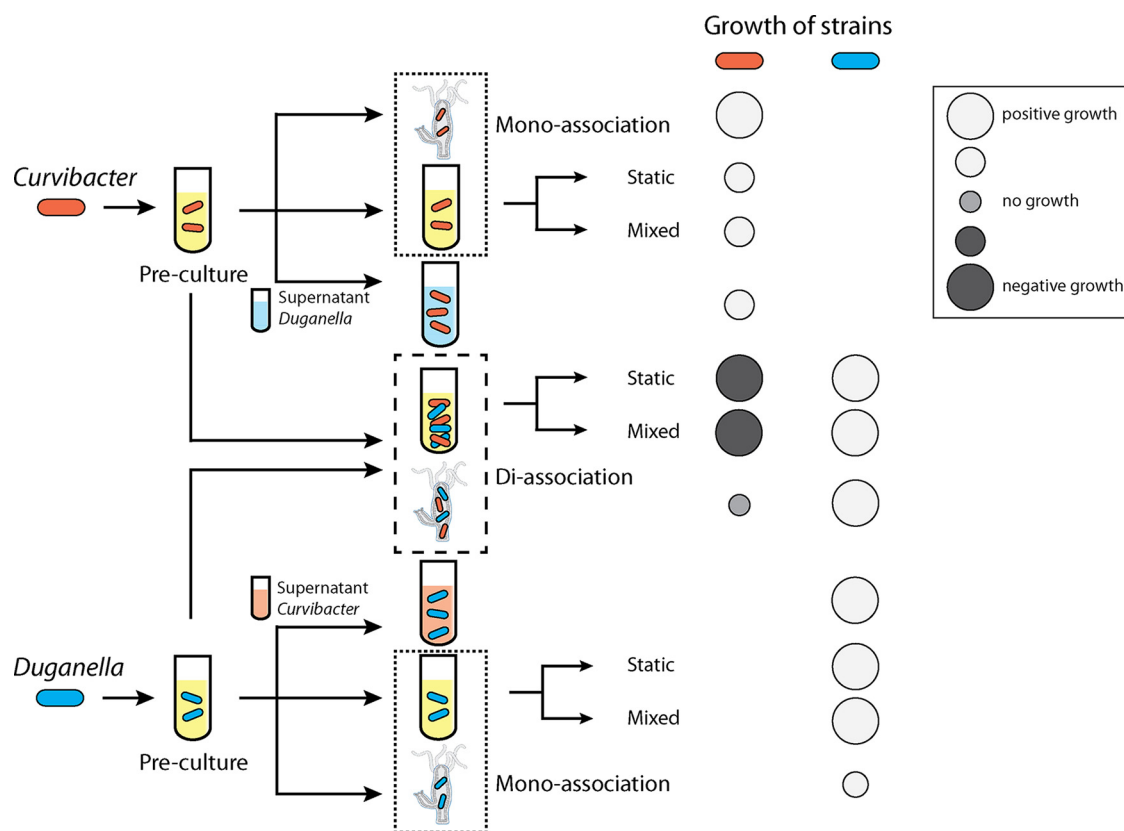 Growth of strains
Mono-association
positive growth
Curvibacter
Static
no growth
Mixed
Pre-culture
Supernatant
Duganella
negative growth
Static
Mixed
Di-association
Supernatant
Curvibacter
Duganella
Static
Mixed
Pre-culture
Mono-association